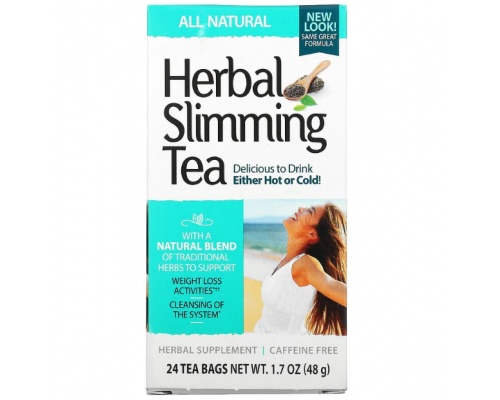 ALL NATURAL
NEW
LOOK!
SAME GREAT
FORMULA
Herbal
Slimming
Tea
Delicious to Drink
Either Hot or Cold!
WITH A
NATURAL BLEND
OF TRADITIONAL
HERBS TO SUPPORT
WEIGHT LOSS
ACTIVITIES*††
CLEANSING OF
THE SYSTEM*
HERBAL SUPPLEMENT | CAFFEINE FREE
24 TEA BAGS NET WT. 1.7 OZ (48 g)